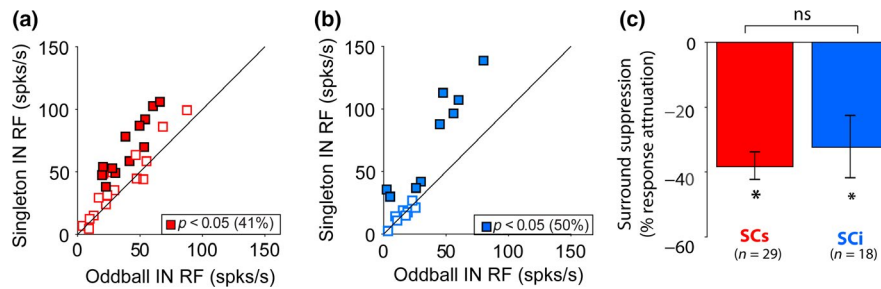 (a)
Singleton IN RF (spks/s)
150
100
50
0
0 50 100 150
p < 0.05 (41%)
Oddball IN RF (spks/s)
(b)
Singleton IN RF (spks/s)
150
100
50
0
0 50 100 150
p < 0.05 (50%)
Oddball IN RF (spks/s)
(c)
ns
Surround suppression
(% response attnuation)
0
−20
−40
−60
* *
SCs SCi
(n = 29) (n = 18)